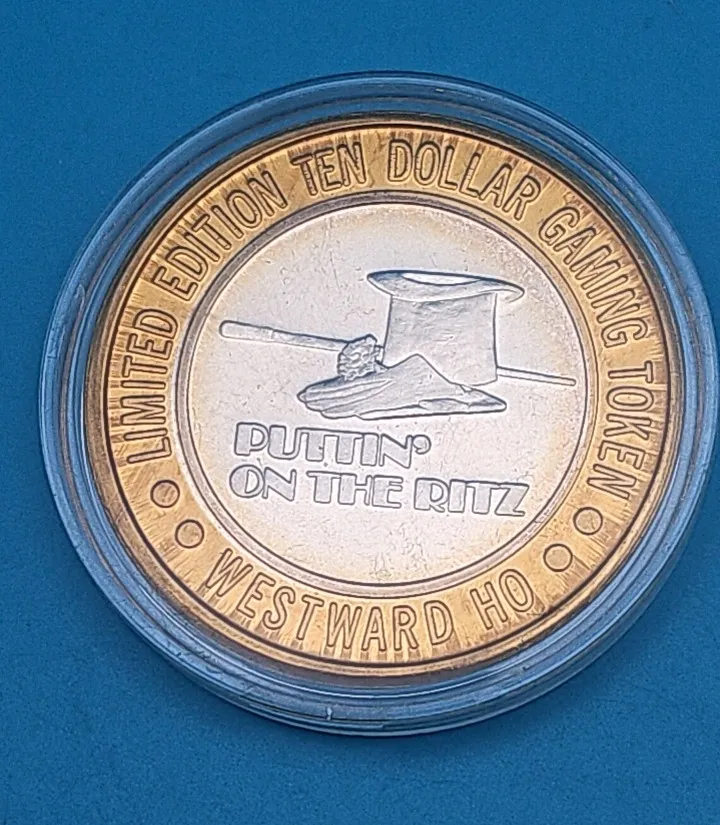 LIMITED EDITION TEN DOLLAR GAMING TOKEN
PUTTIN'
ON THE RITZ
WESTWARD HO